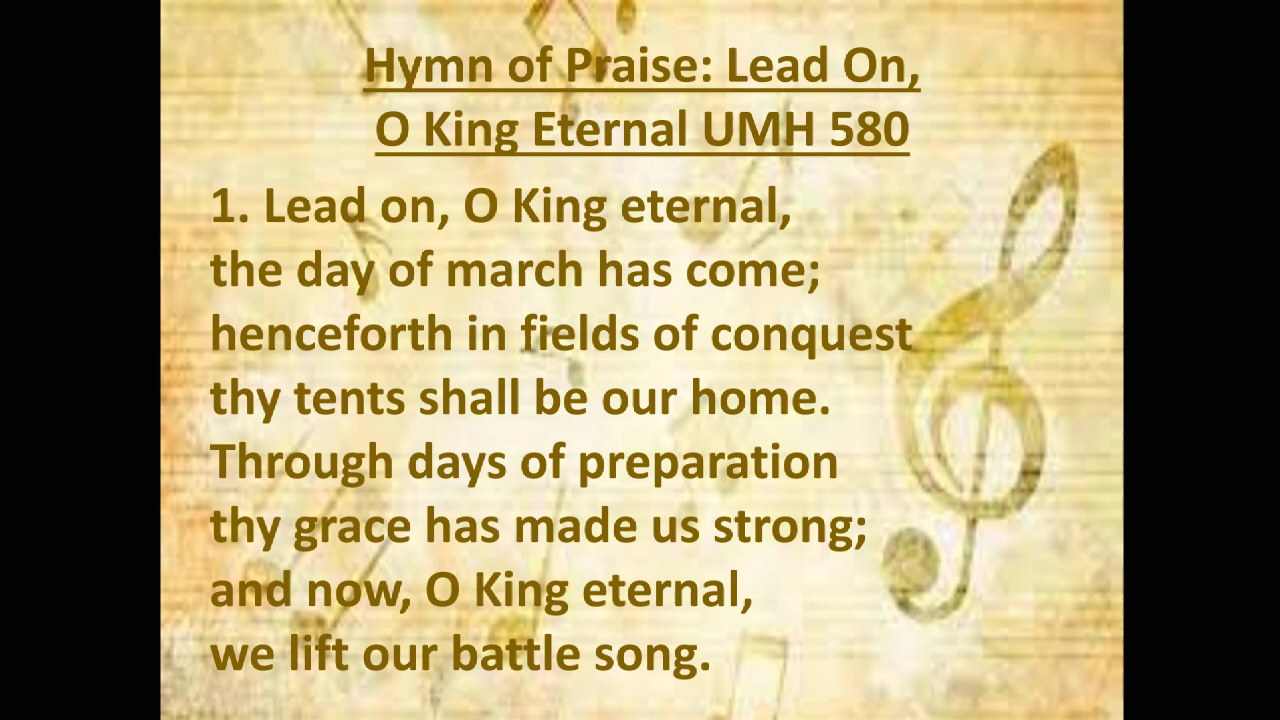 Hymn of Praise: Lead On,
O King Eternal UMH 580
1. Lead on, O King eternal,
the day of march has come;
henceforth in fields of conquest
thy tents shall be our home.
Through days of preparation
thy grace has made us strong;
and now, O King eternal,
we lift our battle song.